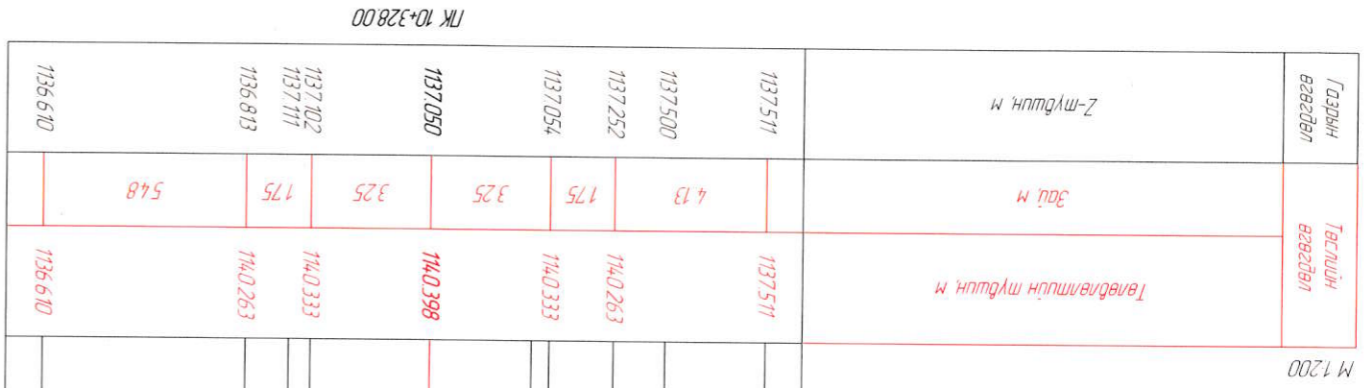 М 1:200
Төслийн
өгөгдөл
Төлөвлөлтийн түвшин, м
1137.511
1140.263
1140.333
1140.398
1140.333
1140.263
1136.610
Зай, м
4.13
1.75
3.25
3.25
1.75
5.48
Газрын
өгөгдөл
Z-түвшин, м
1137.511
1137.500
1137.252
1137.054
1137.050
1137.102
1137.111
1136.813
1136.610
ПК 10+328.00